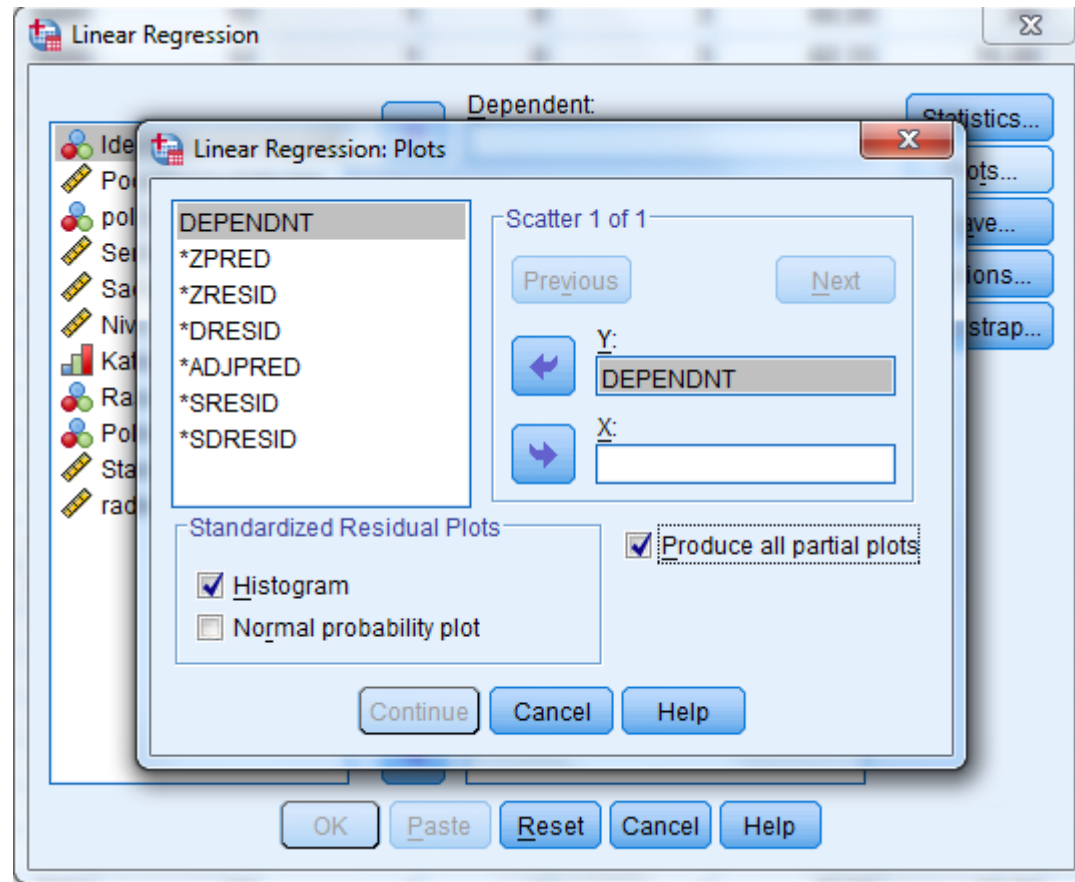 Linear Regression
Dependent:
Statistics...
Linear Regression: Plots
DEPENDNT
*ZPRED
*ZRESID
*DRESID
*ADJPRED
*SRESID
*SDRESID
Scatter 1 of 1
Previous
Next
Y:
DEPENDNT
X:
Standardized Residual Plots
Histogram
Normal probability plot
Produce all partial plots
Continue
Cancel
Help
OK
Paste
Reset
Cancel
Help